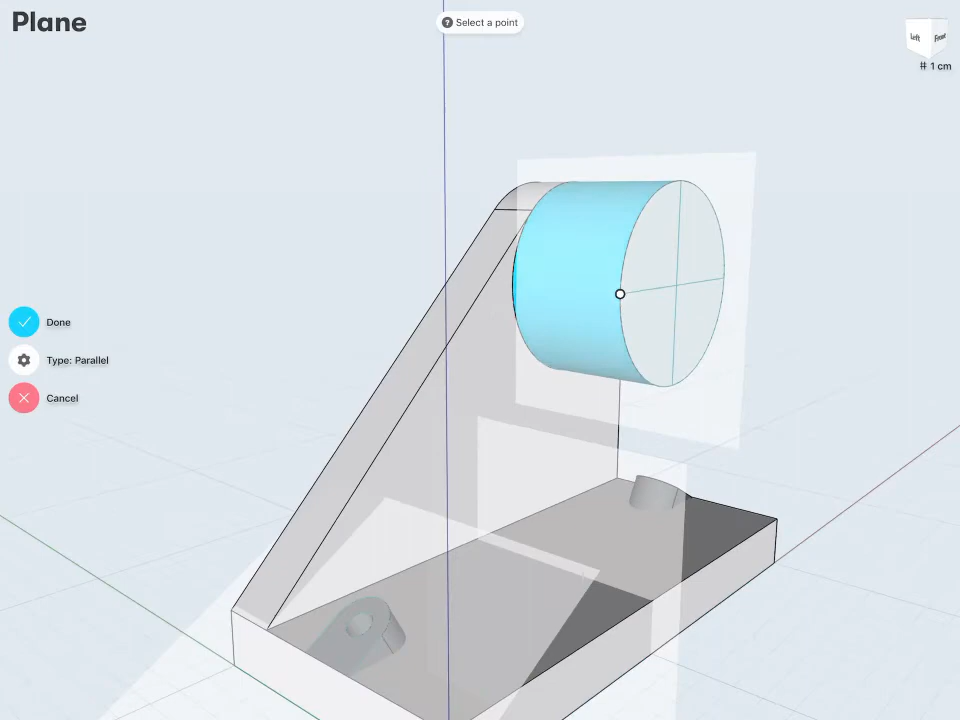 Plane
? Select a point
Left
Front
# 1 cm
Done
Type: Parallel
Cancel